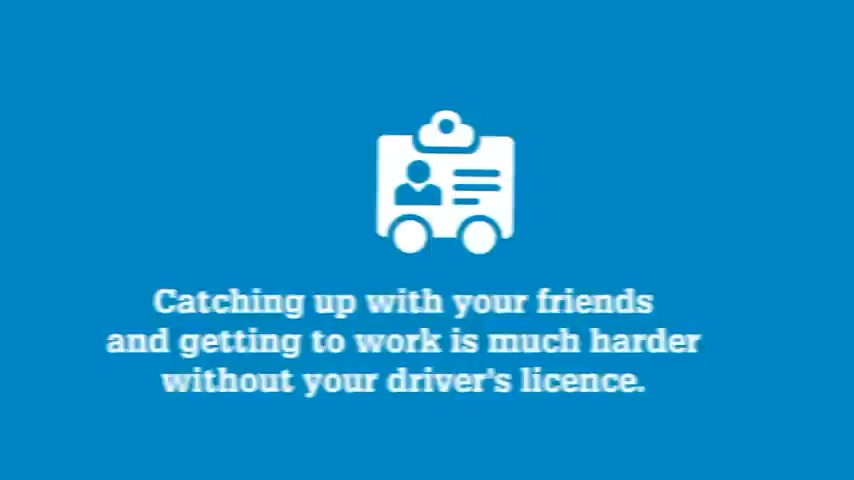 Catching up with your friends
and getting to work is much harder
without your driver's licence.